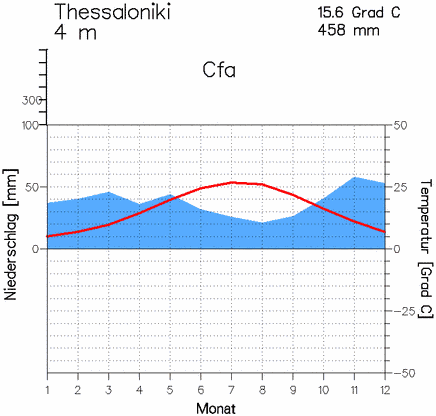 Thessaloniki
4 m
15.6 Grad C
458 mm
Cfa
300
100
50
0
Niederschlag [mm]
50
25
0
-25
-50
Temperatur [Grad C]
1 2 3 4 5 6 7 8 9 10 11 12
Monat